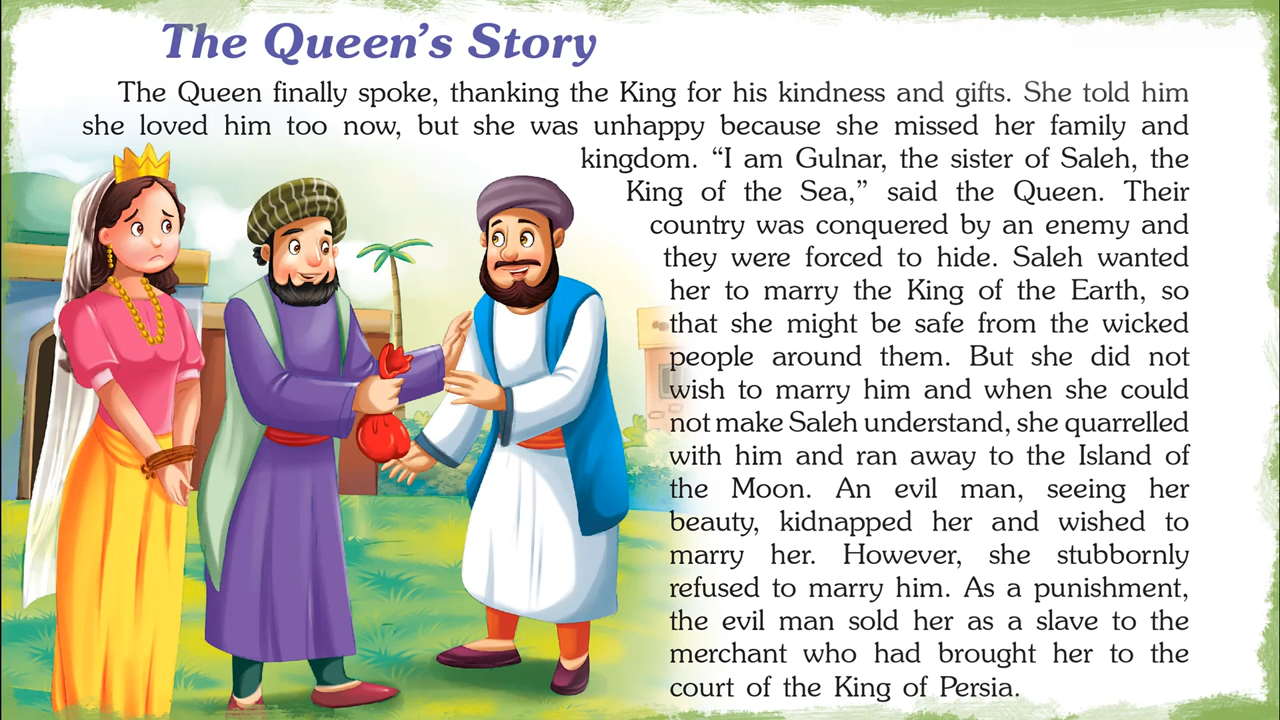 The Queen's Story
The Queen finally spoke, thanking the King for his kindness and gifts. She told him
she loved him too now, but she was unhappy because she missed her family and
kingdom. “I am Gulnar, the sister of Saleh, the
King of the Sea,” said the Queen. Their
country was conquered by an enemy and
they were forced to hide. Saleh wanted
her to marry the King of the Earth, so
that she might be safe from the wicked
people around them. But she did not
wish to marry him and when she could
not make Saleh understand, she quarrelled
with him and ran away to the Island of
the Moon. An evil man, seeing her
beauty, kidnapped her and wished to
marry her. However, she stubbornly
refused to marry him. As a punishment,
the evil man sold her as a slave to the
merchant who had brought her to the
court of the King of Persia.